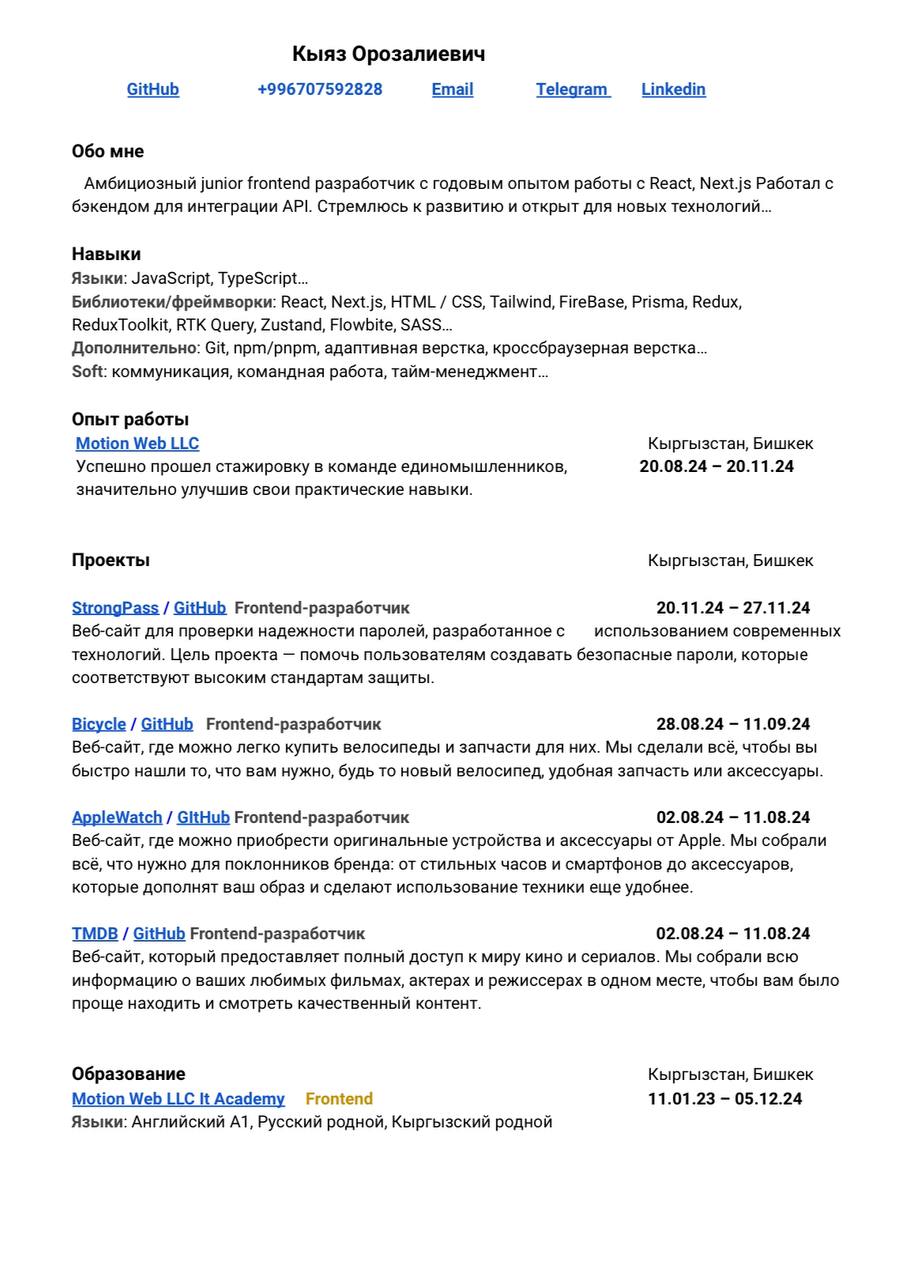 Кыяз Орозалиевич
GitHub +996707592828 Email Telegram Linkedin
Обо мне
Амбициозный junior frontend разработчик с годовым опытом работы с React, Next.js Работал с
бэкендом для интеграции API. Стремлюсь к развитию и открыт для новых технологий…
Навыки
Языки: JavaScript, TypeScript…
Библиотеки/фреймворки: React, Next.js, HTML / CSS, Tailwind, FireBase, Prisma, Redux,
ReduxToolkit, RTK Query, Zustand, Flowbite, SASS…
Дополнительно: Git, npm/pnpm, адаптивная верстка, кроссбраузерная верстка…
Soft: коммуникация, командная работа, тайм-менеджмент…
Опыт работы
Motion Web LLC Кыргызстан, Бишкек
Успешно прошел стажировку в команде единомышленников, 20.08.24 – 20.11.24
значительно улучшив свои практические навыки.
Проекты Кыргызстан, Бишкек
StrongPass / GitHub Frontend-разработчик 20.11.24 – 27.11.24
Веб-сайт для проверки надежности паролей, разработанное с использованием современных
технологий. Цель проекта — помочь пользователям создавать безопасные пароли, которые
соответствуют высоким стандартам защиты.
Bicycle / GitHub Frontend-разработчик 28.08.24 – 11.09.24
Веб-сайт, где можно легко купить велосипеды и запчасти для них. Мы сделали всё, чтобы вы
быстро нашли то, что вам нужно, будь то новый велосипед, удобная запчасть или аксессуары.
AppleWatch / GItHub Frontend-разработчик 02.08.24 – 11.08.24
Веб-сайт, где можно приобрести оригинальные устройства и аксессуары от Apple. Мы собрали
всё, что нужно для поклонников бренда: от стильных часов и смартфонов до аксессуаров,
которые дополнят ваш образ и сделают использование техники еще удобнее.
TMDB / GitHub Frontend-разработчик 02.08.24 – 11.08.24
Веб-сайт, который предоставляет полный доступ к миру кино и сериалов. Мы собрали всю
информацию о ваших любимых фильмах, актерах и режиссерах в одном месте, чтобы вам было
проще находить и смотреть качественный контент.
Образование Кыргызстан, Бишкек
Motion Web LLC It Academy Frontend 11.01.23 – 05.12.24
Языки: Английский A1, Русский родной, Кыргызский родной